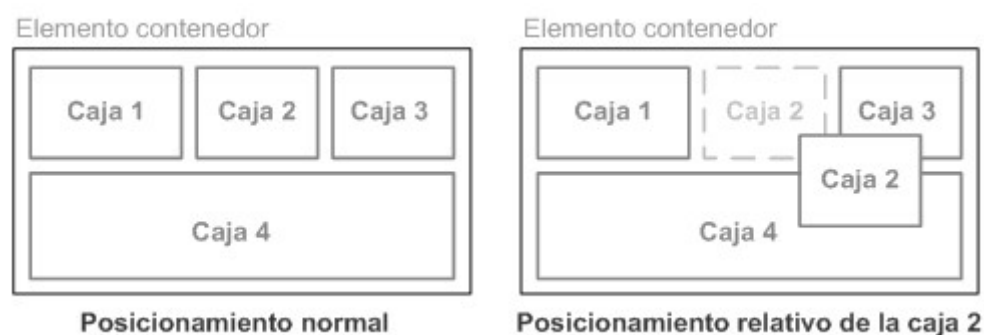 Elemento contenedor
Caja 1
Caja 2
Caja 3
Caja 4
Posicionamiento normal
Elemento contenedor
Caja 1
Caja 2
Caja 3
Caja 2
Caja 4
Posicionamiento relativo de la caja 2